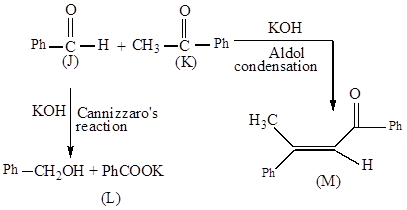 O
Ph – C – H + CH₃ – C – Ph
O
(J)
(K)
KOH
Aldol
condensation
KOH
Cannizzaro's
reaction
Ph – CH₂OH + PhCOOK
(L)
H₃C
O
Ph
Ph
H
(M)